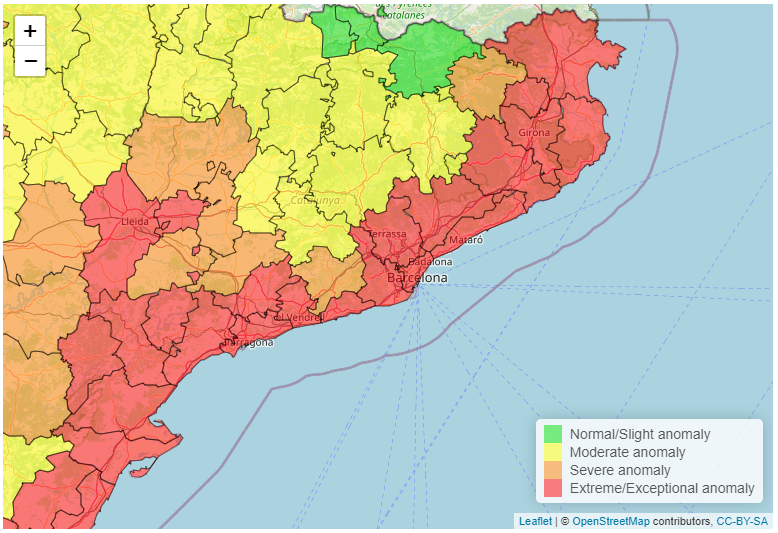 des Pyrénées
catalanes
+
−
Girona
Catalunya
Lleida
Terrassa
Mataró
Badalona
Barcelona
El Vendrell
Tarragona
Normal/Slight anomaly
Moderate anomaly
Severe anomaly
Extreme/Exceptional anomaly
Leaflet | © OpenStreetMap contributors, CC-BY-SA